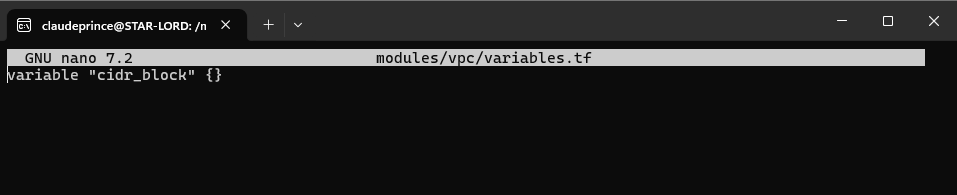 claudeprince@STAR-LORD: /n
GNU nano 7.2 modules/vpc/variables.tf
variable "cidr_block" {}